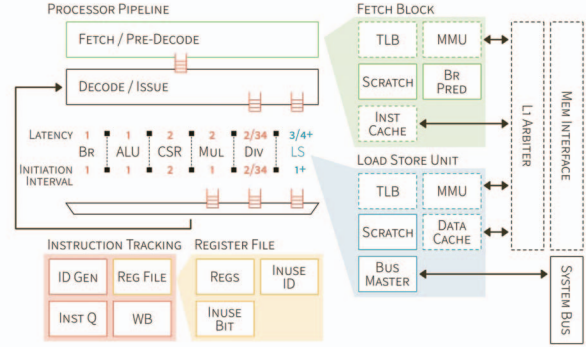 PROCESSOR PIPELINE
FETCH / PRE-DECODE
DECODE / ISSUE
LATENCY 1 1 2 2 2/34 3/4+
BR ALU CSR MUL DIV LS
INITIATION
INTERVAL 1 1 2 1 2/34 1+
INSTRUCTION TRACKING
ID GEN REG FILE
INST Q WB
REGISTER FILE
REGS INUSE
ID
INUSE
BIT
FETCH BLOCK
TLB MMU
SCRATCH BR
PRED
INST
CACHE
LOAD STORE UNIT
TLB MMU
SCRATCH DATA
CACHE
BUS
MASTER
L1 ARBITER
MEM INTERFACE
SYSTEM BUS